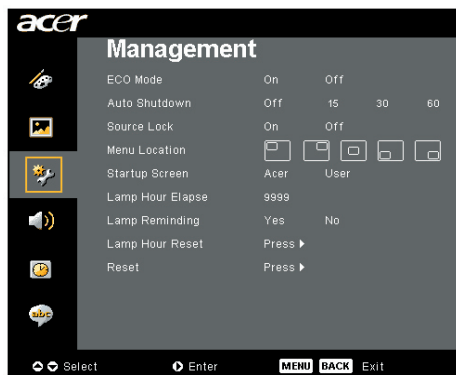 acer
Management
ECO Mode On Off
Auto Shutdown Off 15 30 60
Source Lock On Off
Menu Location
Startup Screen Acer User
Lamp Hour Elapse 9999
Lamp Reminding Yes No
Lamp Hour Reset Press
Reset Press
abc
Select Enter MENU BACK Exit